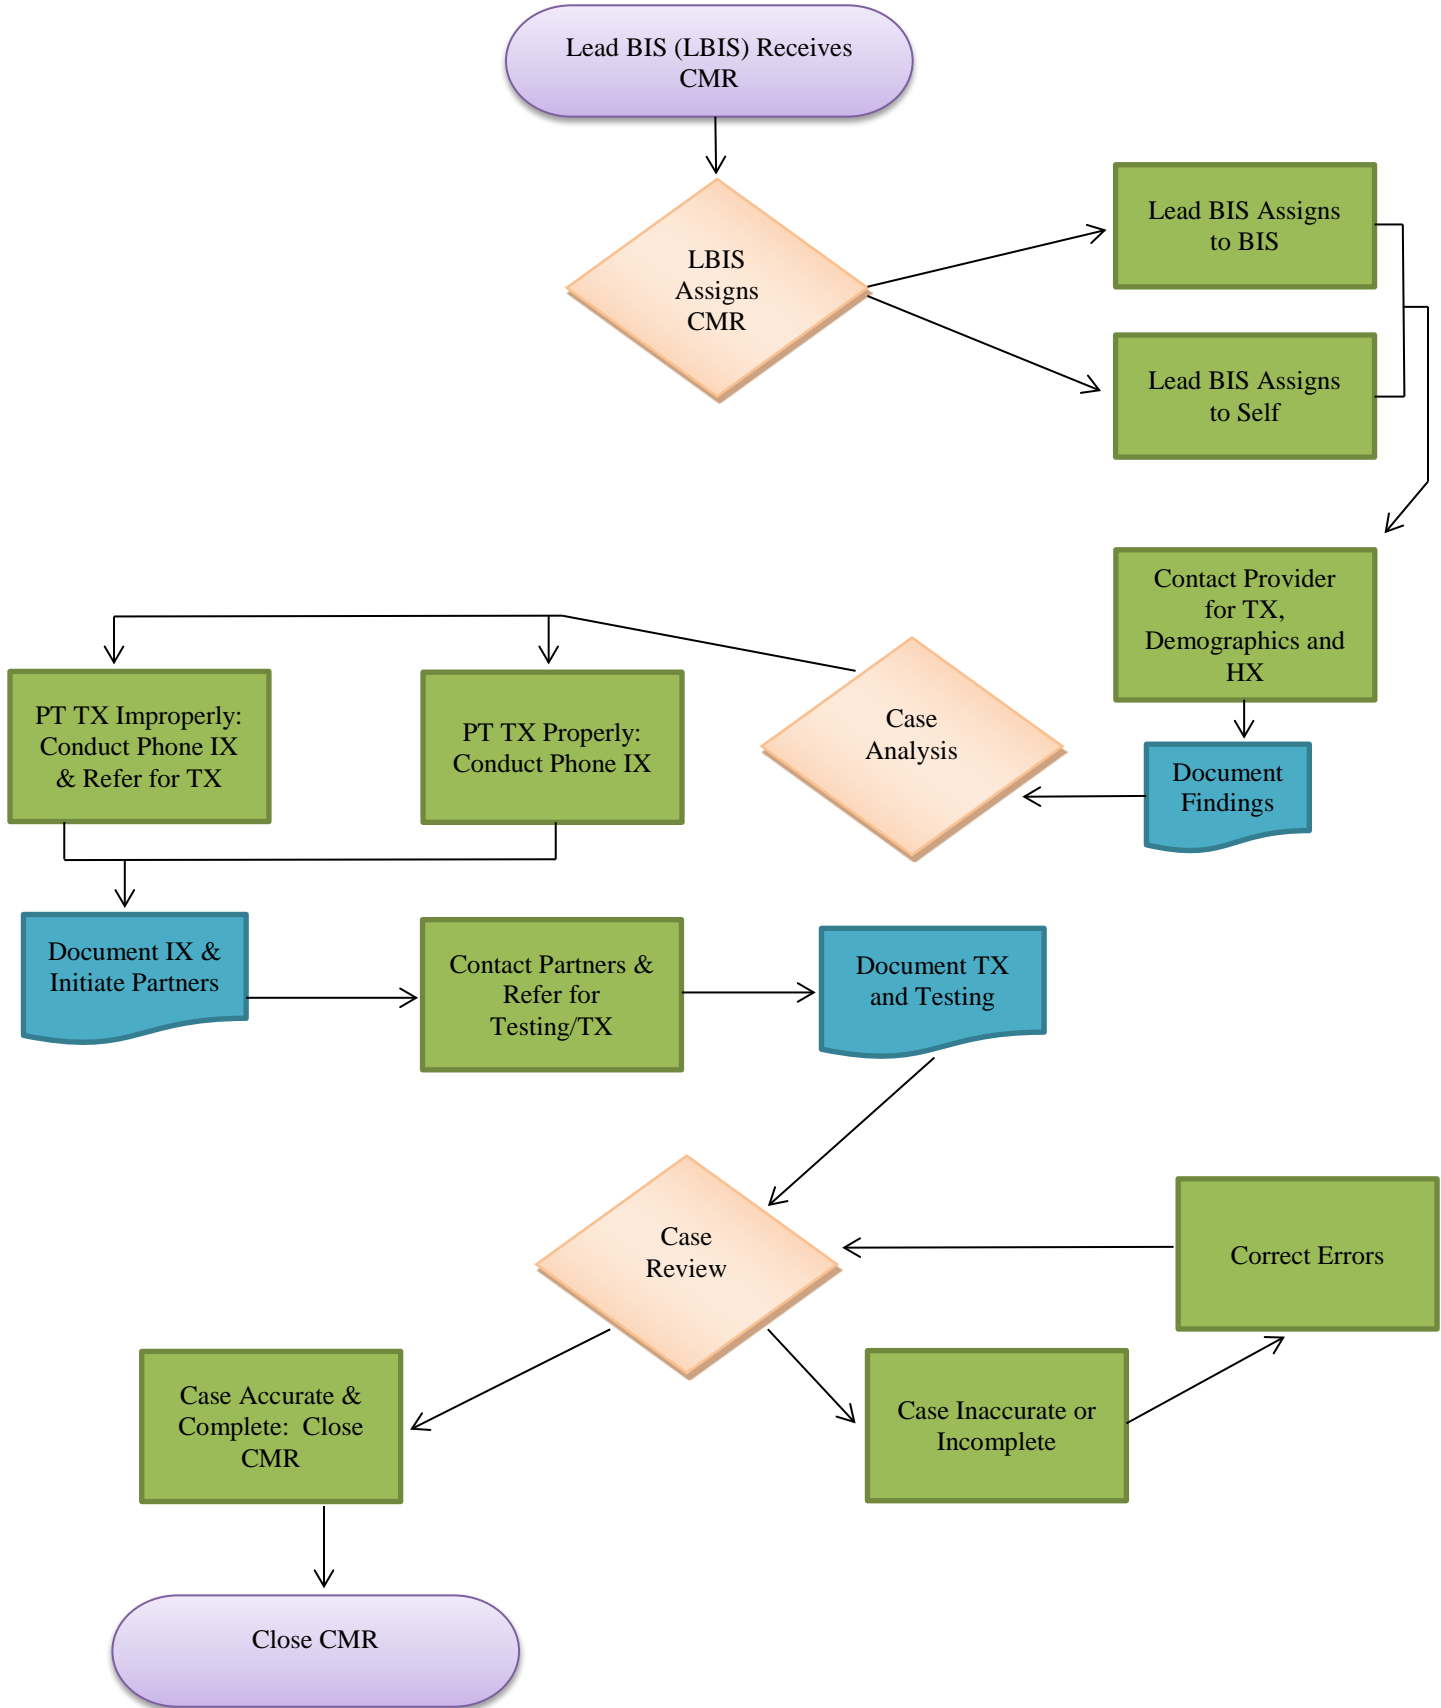 Lead BIS (LBIS) Receives
CMR
LBIS
Assigns
CMR
Lead BIS Assigns
to BIS
Lead BIS Assigns
to Self
Contact Provider
for TX,
Demographics and
HX
Document
Findings
Case
Analysis
PT TX Properly:
Conduct Phone IX
PT TX Improperly:
Conduct Phone IX
& Refer for TX
Document IX &
Initiate Partners
Contact Partners &
Refer for
Testing/TX
Document TX
and Testing
Case
Review
Correct Errors
Case Inaccurate or
Incomplete
Case Accurate &
Complete:  Close
CMR
Close CMR